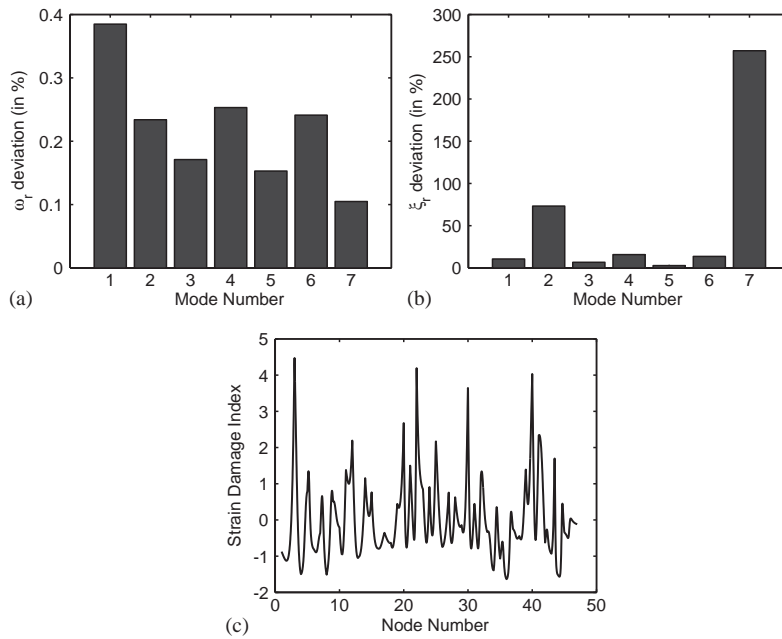 0.4
0.3
0.2
0.1
0
ω_r deviation (in %)
1 2 3 4 5 6 7
Mode Number
(a)
300
250
200
150
100
50
0
ξ_r deviation (in %)
1 2 3 4 5 6 7
Mode Number
(b)
5
4
3
2
1
0
-1
-2
Strain Damage Index
0 10 20 30 40 50
Node Number
(c)